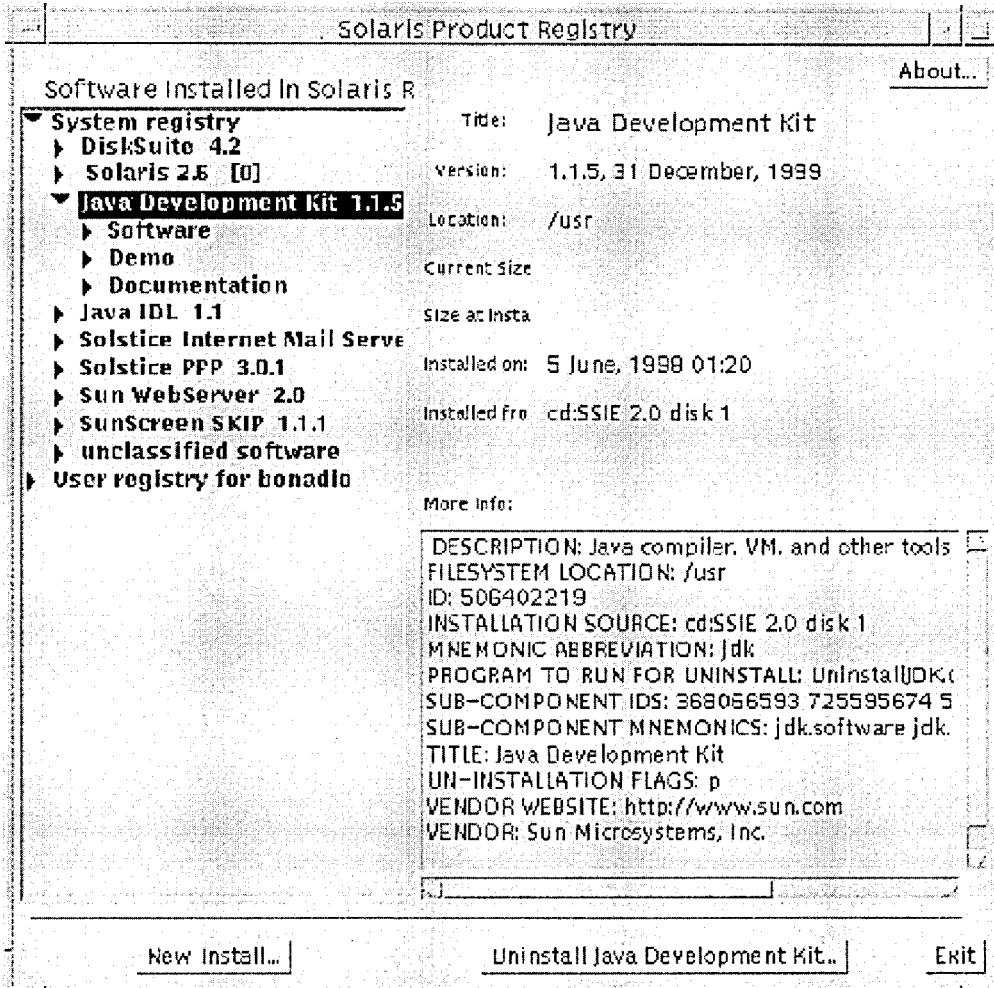 Solaris Product Registry
About...
Software Installed in Solaris R
System registry
DiskSuite 4.2
Solaris 2.6 [0]
Java Development Kit 1.1.5
Software
Demo
Documentation
Java IDL 1.1
Solstice Internet Mail Serve
Solstice PPP 3.0.1
Sun WebServer 2.0
SunScreen SKIP 1.1.1
unclassified software
User registry for bonadio
Title: Java Development Kit
Version: 1.1.5, 31 December, 1999
Location: /usr
Current Size
Size at Insta
Installed on: 5 June, 1998 01:20
Installed fro cd:SSIE 2.0 disk 1
More Info:
DESCRIPTION: Java compiler, VM, and other tools
FILESYSTEM LOCATION: /usr
ID: 506402219
INSTALLATION SOURCE: cd:SSIE 2.0 disk 1
MNEMONIC ABBREVIATION: jdk
PROGRAM TO RUN FOR UNINSTALL: UninstallJDK.c
SUB-COMPONENT IDS: 368066593 725595674 5
SUB-COMPONENT MNEMONICS: jdk.software jdk.
TITLE: Java Development Kit
UN-INSTALLATION FLAGS: p
VENDOR WEBSITE: http://www.sun.com
VENDOR: Sun Microsystems, Inc.
New Install...
Uninstall Java Development Kit...
Exit